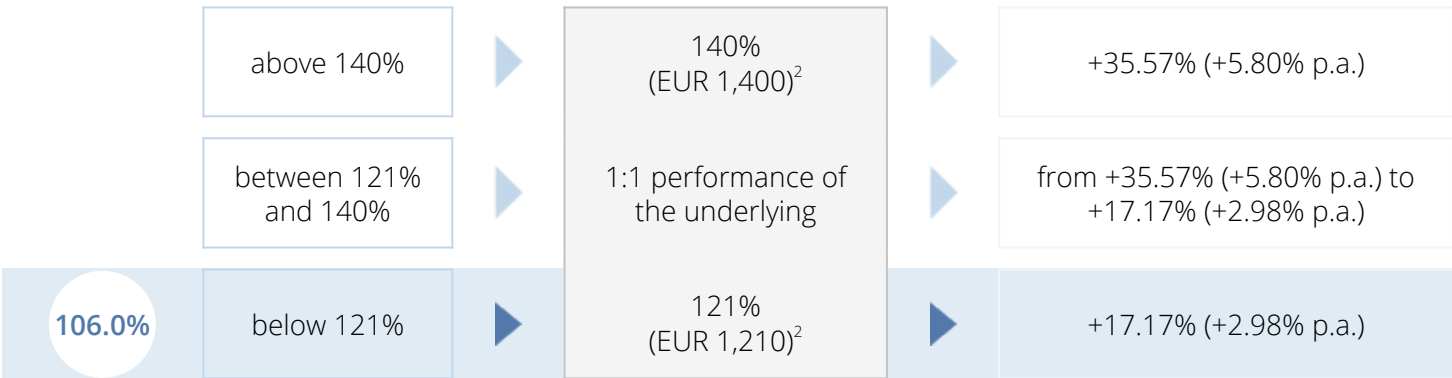 above 140%
140%
(EUR 1,400)²
+35.57% (+5.80% p.a.)
between 121%
and 140%
1:1 performance of
the underlying
from +35.57% (+5.80% p.a.) to
+17.17% (+2.98% p.a.)
106.0%
below 121%
121%
(EUR 1,210)²
+17.17% (+2.98% p.a.)